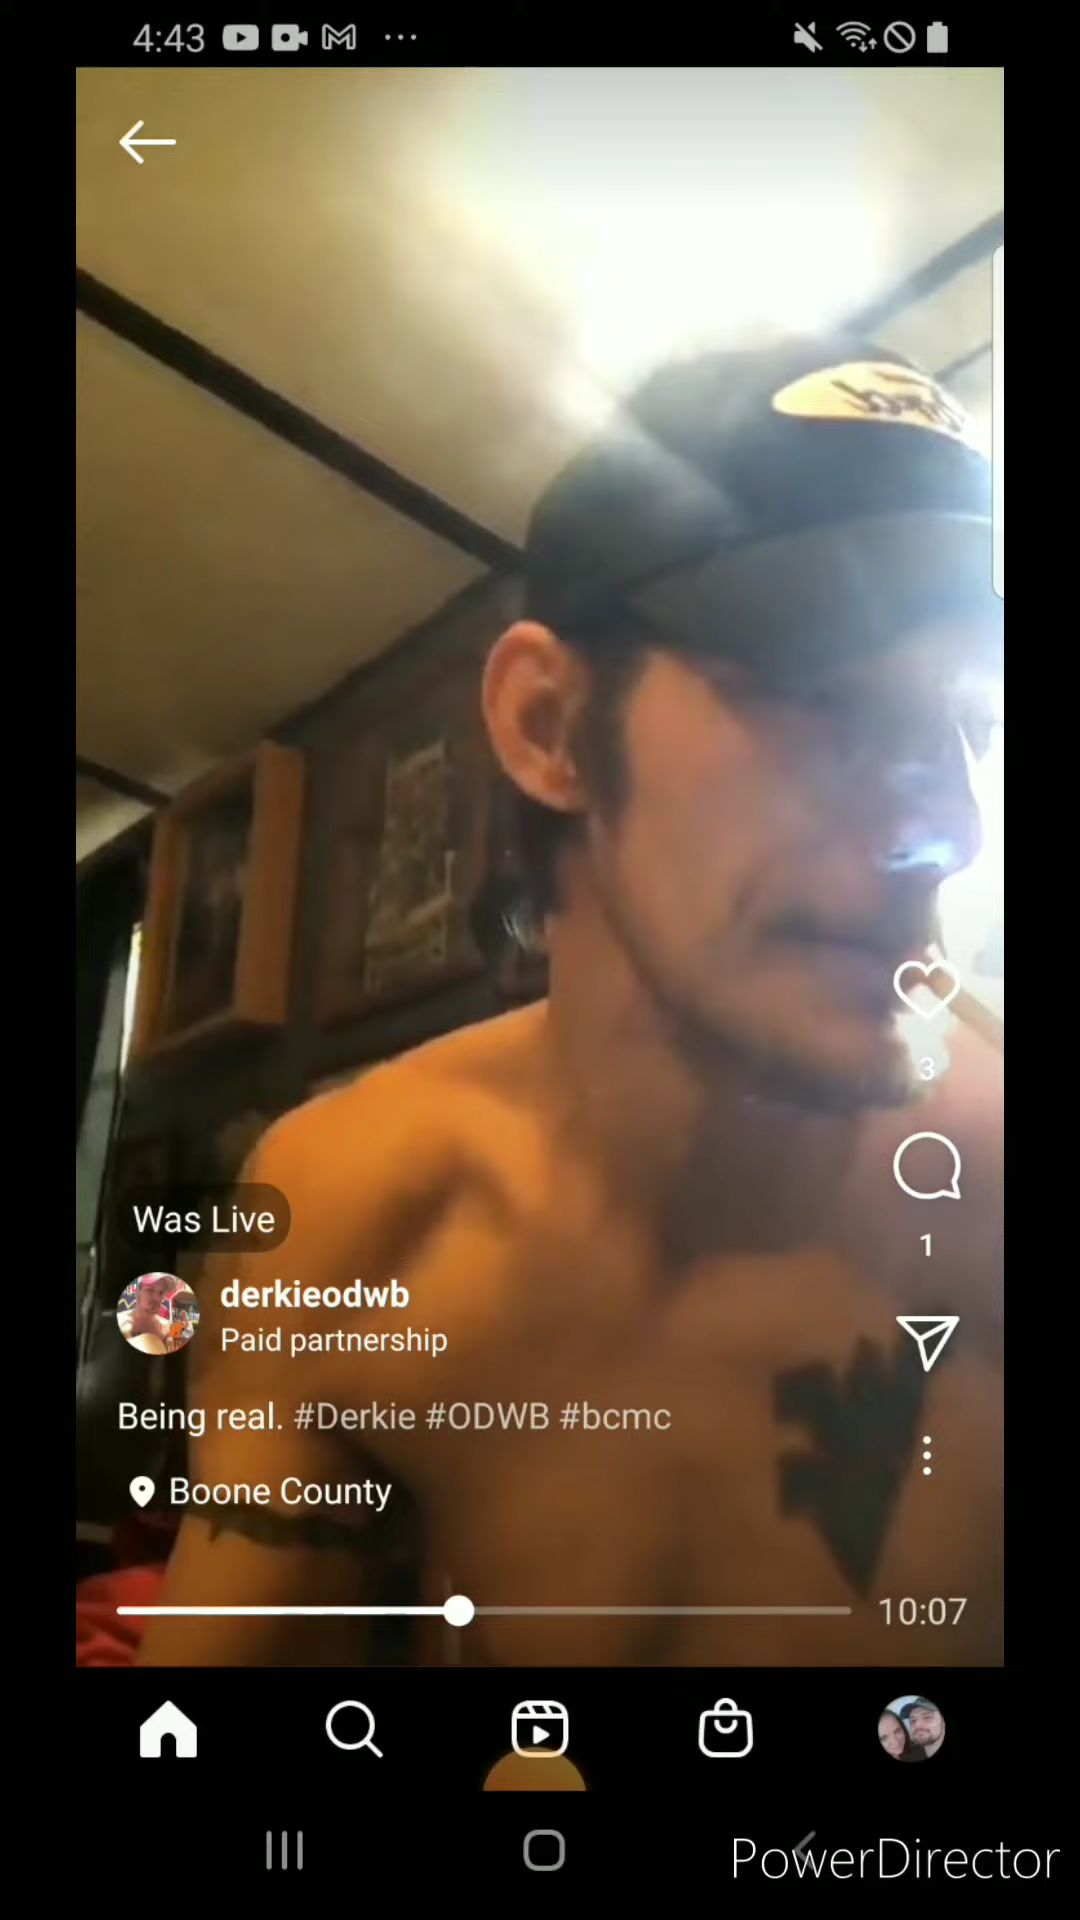 4:43
3
1
Was Live
derkieodwb
Paid partnership
Being real. #Derkie #ODWB #bcmc
Boone County
10:07
PowerDirector